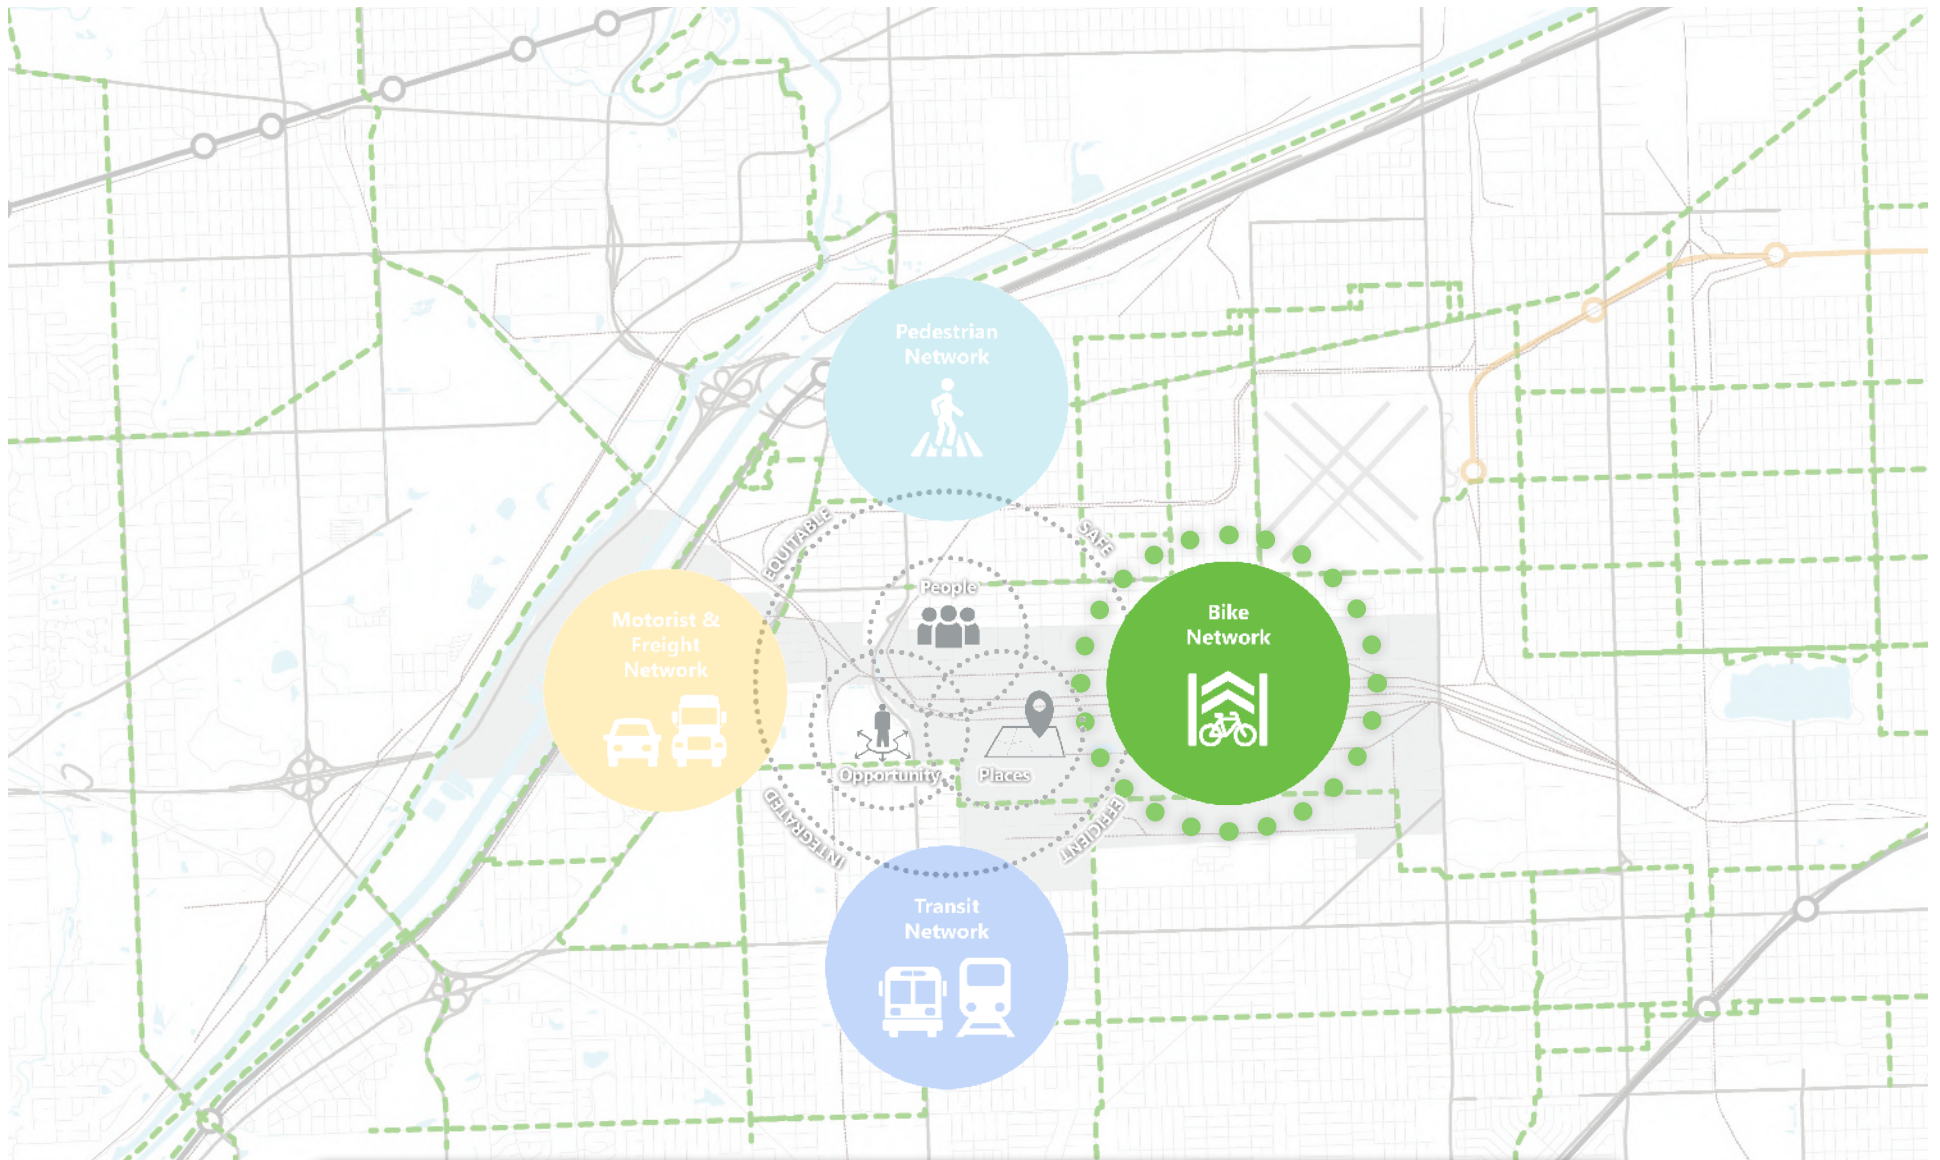 Pedestrian
Network
EQUITABLE
SAFE
People
Motorist &
Freight
Network
Bike
Network
Opportunity
Places
INTEGRATED
EFFICIENT
Transit
Network